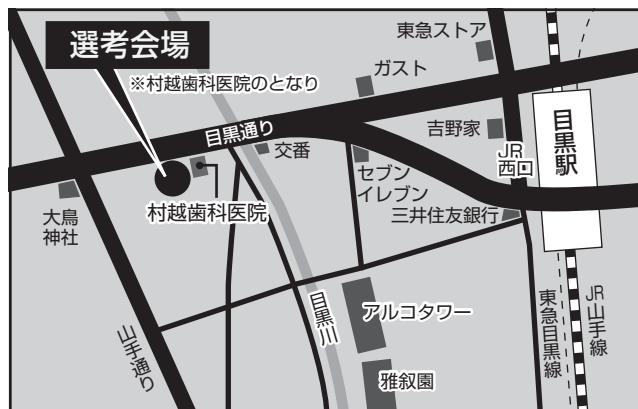 選考会場
※村越歯科医院のとなり
東急ストア
ガスト
目黒通り
交番
吉野家
JR
西口
目黒駅
セブン
イレブン
三井住友銀行
村越歯科医院
大鳥
神社
山手通り
目黒川
アルコタワー
雅叙園
東急目黒線
JR山手線